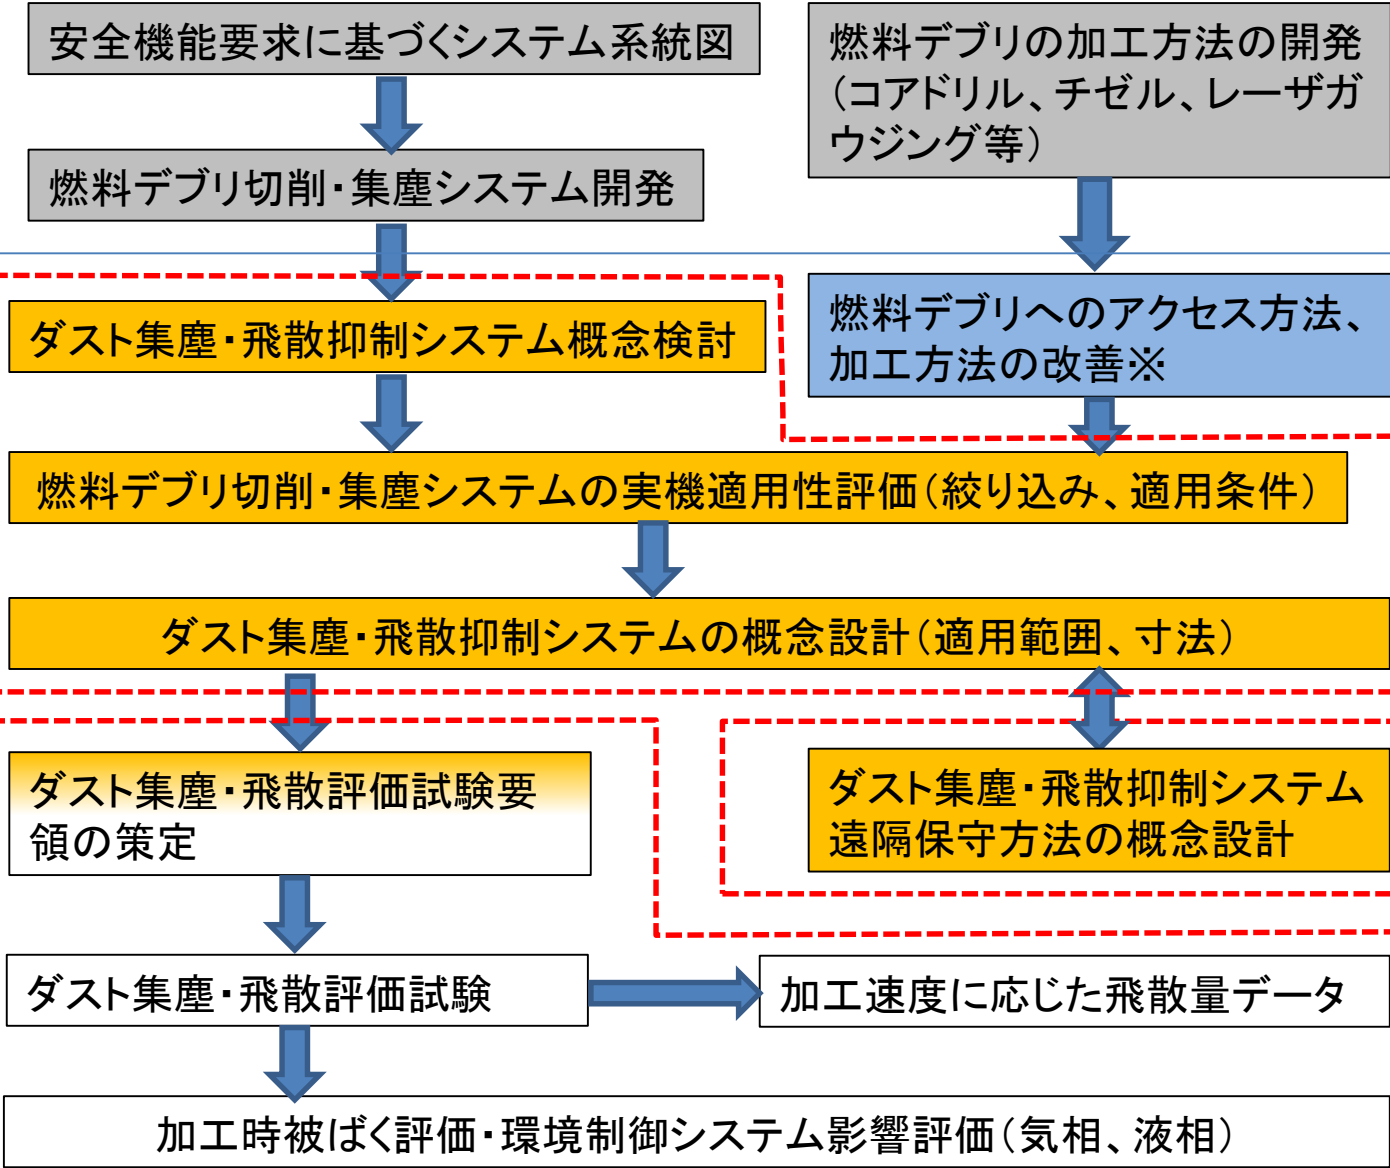 安全機能要求に基づくシステム系統図
燃料デブリの加工方法の開発
（コアドリル、チゼル、レーザガ
ウジング等）
燃料デブリ切削・集塵システム開発
ダスト集塵・飛散抑制システム概念検討
燃料デブリへのアクセス方法、
加工方法の改善※
燃料デブリ切削・集塵システムの実機適用性評価（絞り込み、適用条件）
ダスト集塵・飛散抑制システムの概念設計（適用範囲、寸法）
ダスト集塵・飛散評価試験要
領の策定
ダスト集塵・飛散抑制システム
遠隔保守方法の概念設計
ダスト集塵・飛散評価試験
加工速度に応じた飛散量データ
加工時被ばく評価・環境制御システム影響評価（気相、液相）